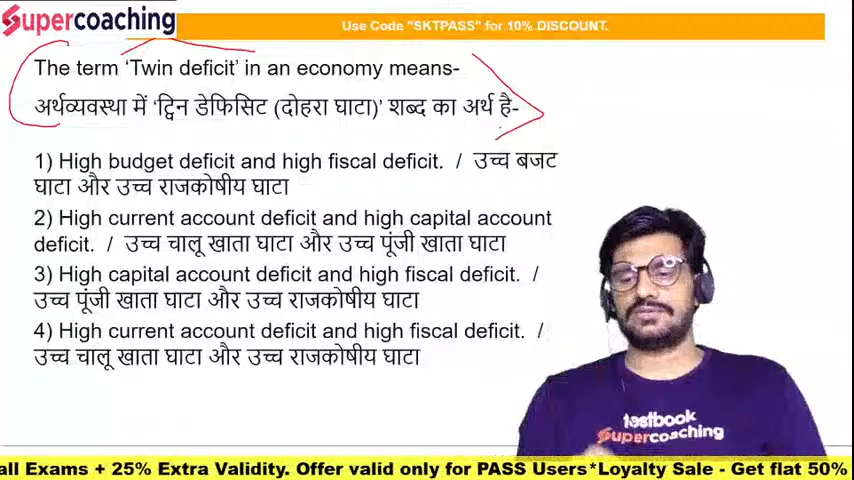 Supercoaching
Use Code "SKTPASS" for 10% DISCOUNT.
The term 'Twin deficit' in an economy means-
अर्थव्यवस्था में 'ट्विन डेफिसिट (दोहरा घाटा)' शब्द का अर्थ है-
1) High budget deficit and high fiscal deficit. / उच्च बजट
घाटा और उच्च राजकोषीय घाटा
2) High current account deficit and high capital account
deficit. / उच्च चालू खाता घाटा और उच्च पूंजी खाता घाटा
3) High capital account deficit and high fiscal deficit. /
उच्च पूंजी खाता घाटा और उच्च राजकोषीय घाटा
4) High current account deficit and high fiscal deficit. /
उच्च चालू खाता घाटा और उच्च राजकोषीय घाटा
testbook
Supercoaching
all Exams + 25% Extra Validity. Offer valid only for PASS Users*Loyalty Sale - Get flat 50%